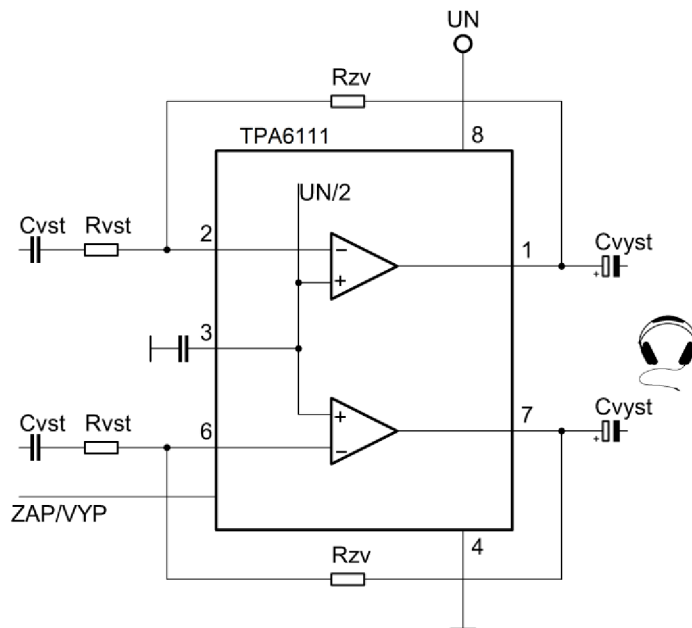 UN
Rzv
TPA6111
8
UN/2
Cvst Rvst
2
1
Cvyst
3
Cvst Rvst
6
7
Cvyst
ZAP/VYP
Rzv
4